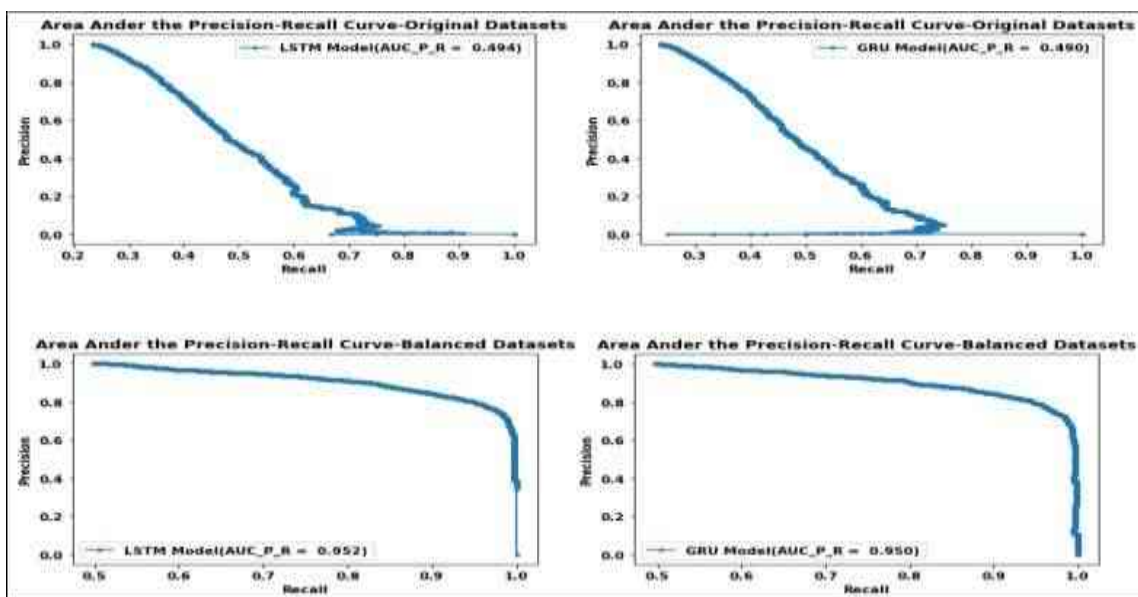 Area Ander the Precision-Recall Curve-Original Datasets
1.0
0.8
0.6
0.4
0.2
0.0
Precision
LSTM Model(AUC_P_R = 0.494)
0.2 0.3 0.4 0.5 0.6 0.7 0.8 0.9 1.0
Recall
Area Ander the Precision-Recall Curve-Original Datasets
1.0
0.8
0.6
0.4
0.2
0.0
Precision
GRU Model(AUC_P_R = 0.490)
0.3 0.4 0.5 0.6 0.7 0.8 0.9 1.0
Recall
Area Ander the Precision-Recall Curve-Balanced Datasets
1.0
0.8
0.6
0.4
0.2
0.0
Precision
LSTM Model(AUC_P_R = 0.952)
0.5 0.6 0.7 0.8 0.9 1.0
Recall
Area Ander the Precision-Recall Curve-Balanced Datasets
1.0
0.8
0.6
0.4
0.2
0.0
Precision
GRU Model(AUC_P_R = 0.950)
0.5 0.6 0.7 0.8 0.9 1.0
Recall